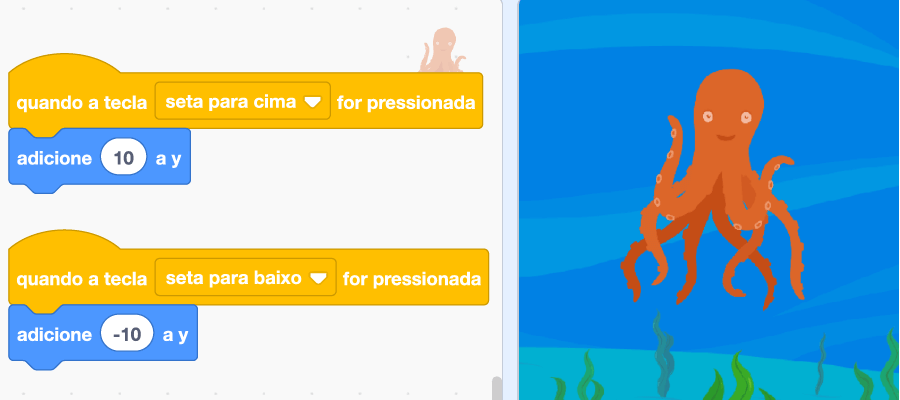 quando a tecla seta para cima for pressionada
adicione 10 a y
quando a tecla seta para baixo for pressionada
adicione -10 a y